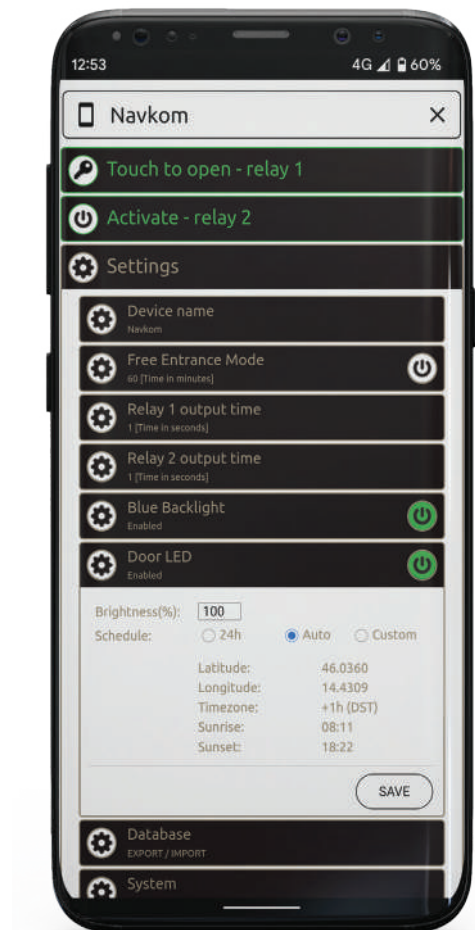 12:53
4G 60%
Navkom
Touch to open - relay 1
Activate - relay 2
Settings
Device name
Navkom
Free Entrance Mode
60 [Time in minutes]
Relay 1 output time
1 [Time in seconds]
Relay 2 output time
1 [Time in seconds]
Blue Backlight
Enabled
Door LED
Enabled
Brightness(%): 100
Schedule: 24h Auto Custom
Latitude: 46.0360
Longitude: 14.4309
Timezone: +1h (DST)
Sunrise: 08:11
Sunset: 18:22
SAVE
Database
EXPORT / IMPORT
System